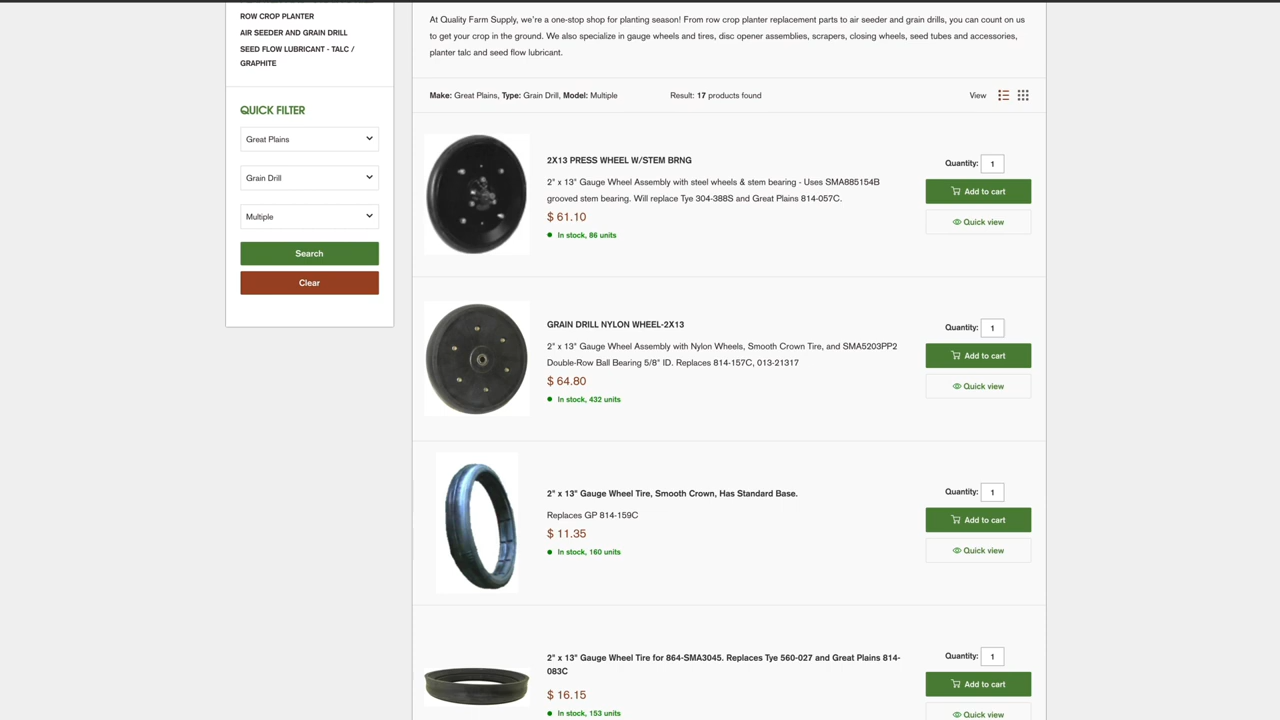 ROW CROP PLANTER
AIR SEEDER AND GRAIN DRILL
SEED FLOW LUBRICANT - TALC /
GRAPHITE
QUICK FILTER
Great Plains
Grain Drill
Multiple
Search
Clear
At Quality Farm Supply, we're a one-stop shop for planting season! From row crop planter replacement parts to air seeder and grain drills, you can count on us
to get your crop in the ground. We also specialize in gauge wheels and tires, disc opener assemblies, scrapers, closing wheels, seed tubes and accessories,
planter talc and seed flow lubricant.
Make: Great Plains, Type: Grain Drill, Model: Multiple
Result: 17 products found
View
2X13 PRESS WHEEL W/STEM BRNG
2" x 13" Gauge Wheel Assembly with steel wheels & stem bearing - Uses SMA885154B
grooved stem bearing. Will replace Tye 304-388S and Great Plains 814-057C.
$ 61.10
In stock, 86 units
Quantity: 1
Add to cart
Quick view
GRAIN DRILL NYLON WHEEL-2X13
2" x 13" Gauge Wheel Assembly with Nylon Wheels, Smooth Crown Tire, and SMA5203PP2
Double-Row Ball Bearing 5/8" ID. Replaces 814-157C, 013-21317
$ 64.80
In stock, 432 units
Quantity: 1
Add to cart
Quick view
2" x 13" Gauge Wheel Tire, Smooth Crown, Has Standard Base.
Replaces GP 814-159C
$ 11.35
In stock, 160 units
Quantity: 1
Add to cart
Quick view
2" x 13" Gauge Wheel Tire for 864-SMA3045. Replaces Tye 560-027 and Great Plains 814-
083C
$ 16.15
In stock, 153 units
Quantity: 1
Add to cart
Quick view